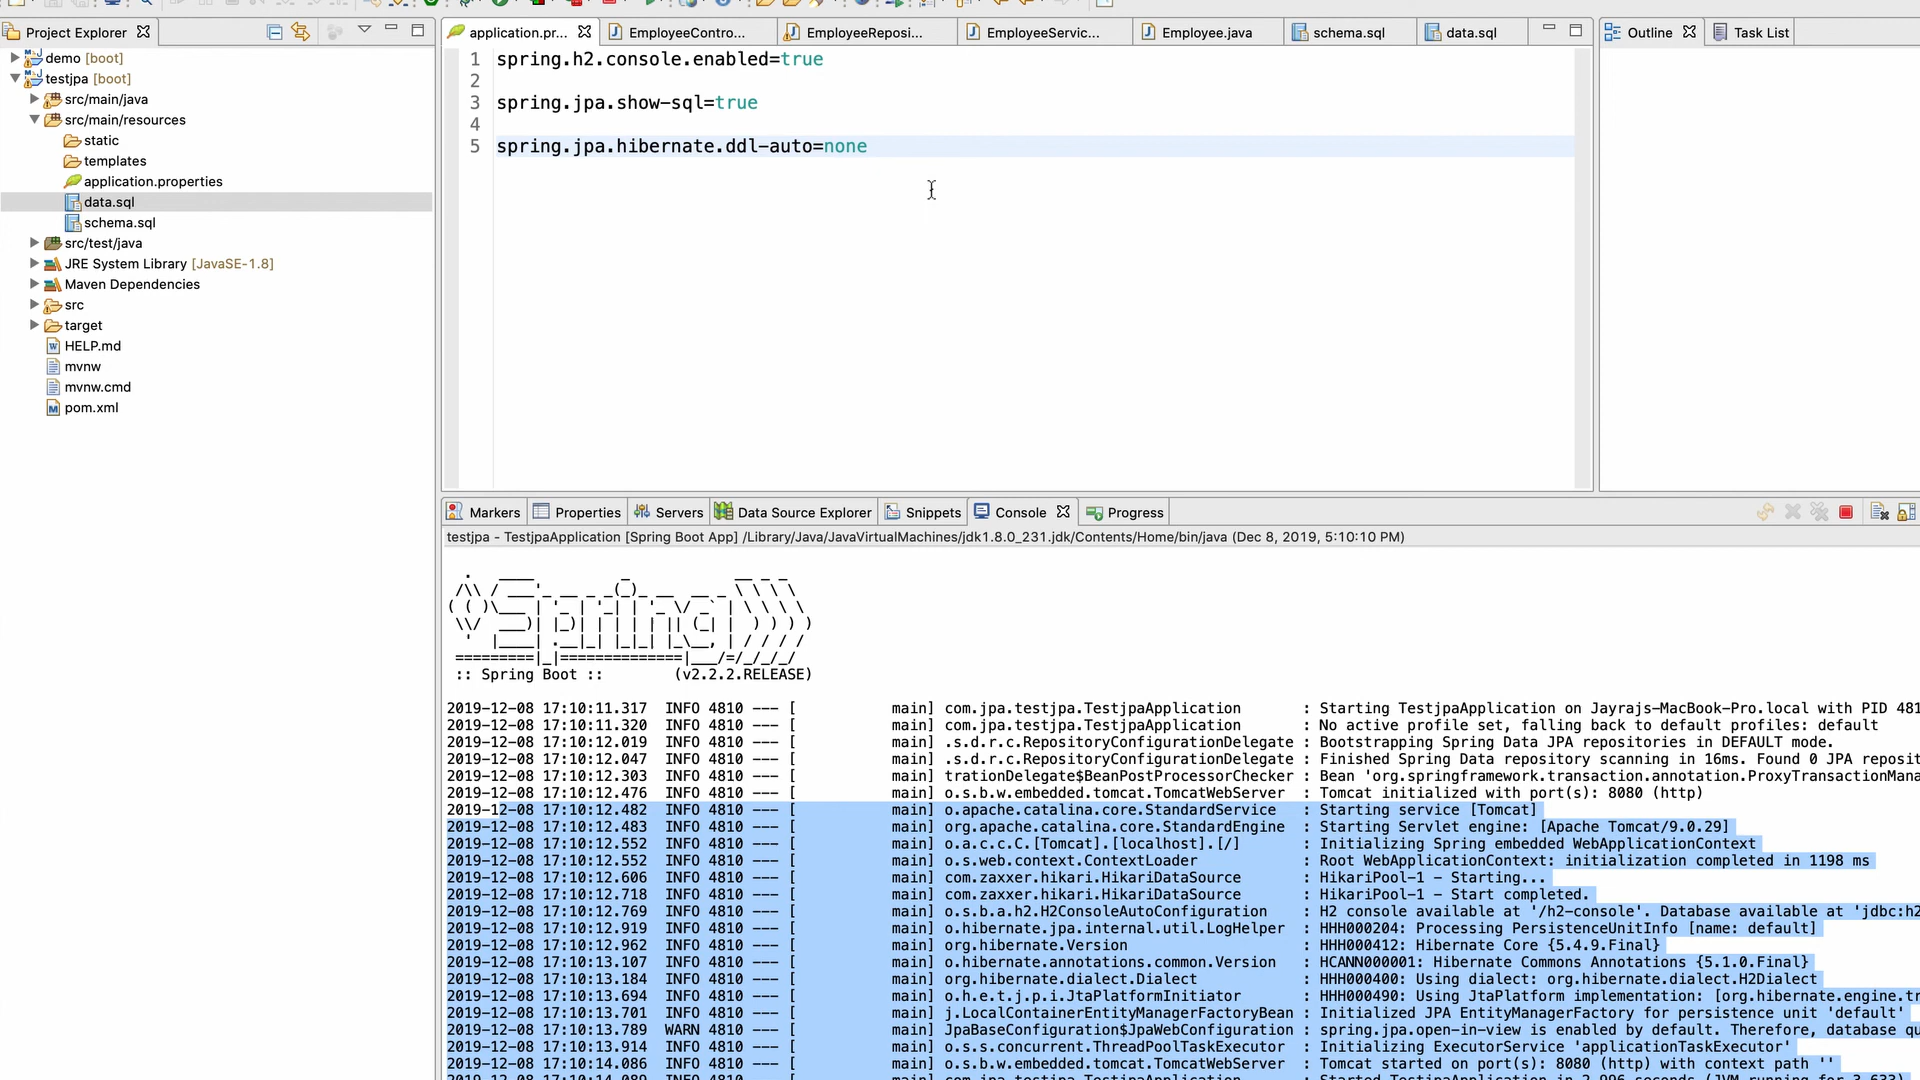 Project Explorer
application.pr...
EmployeeContro...
EmployeeReposi...
EmployeeServic...
Employee.java
schema.sql
data.sql
Outline
Task List
demo [boot]
testjpa [boot]
src/main/java
src/main/resources
static
templates
application.properties
data.sql
schema.sql
src/test/java
JRE System Library [JavaSE-1.8]
Maven Dependencies
src
target
HELP.md
mvnw
mvnw.cmd
pom.xml
1 spring.h2.console.enabled=true
2
3 spring.jpa.show-sql=true
4
5 spring.jpa.hibernate.ddl-auto=none
Markers
Properties
Servers
Data Source Explorer
Snippets
Console
Progress
testjpa - TestjpaApplication [Spring Boot App] /Library/Java/JavaVirtualMachines/jdk1.8.0_231.jdk/Contents/Home/bin/java (Dec 8, 2019, 5:10:10 PM)
Spring
:: Spring Boot :: (v2.2.2.RELEASE)
2019-12-08 17:10:11.317 INFO 4810 --- [ main] com.jpa.testjpa.TestjpaApplication : Starting TestjpaApplication on Jayrajs-MacBook-Pro.local with PID 481
2019-12-08 17:10:11.320 INFO 4810 --- [ main] com.jpa.testjpa.TestjpaApplication : No active profile set, falling back to default profiles: default
2019-12-08 17:10:12.019 INFO 4810 --- [ main] .s.d.r.c.RepositoryConfigurationDelegate : Bootstrapping Spring Data JPA repositories in DEFAULT mode.
2019-12-08 17:10:12.047 INFO 4810 --- [ main] .s.d.r.c.RepositoryConfigurationDelegate : Finished Spring Data repository scanning in 16ms. Found 0 JPA reposit
2019-12-08 17:10:12.303 INFO 4810 --- [ main] trationDelegate$BeanPostProcessorChecker : Bean 'org.springframework.transaction.annotation.ProxyTransactionMana
2019-12-08 17:10:12.476 INFO 4810 --- [ main] o.s.b.w.embedded.tomcat.TomcatWebServer : Tomcat initialized with port(s): 8080 (http)
2019-12-08 17:10:12.482 INFO 4810 --- [ main] o.apache.catalina.core.StandardService : Starting service [Tomcat]
2019-12-08 17:10:12.483 INFO 4810 --- [ main] org.apache.catalina.core.StandardEngine : Starting Servlet engine: [Apache Tomcat/9.0.29]
2019-12-08 17:10:12.552 INFO 4810 --- [ main] o.a.c.c.C.[Tomcat].[localhost].[/] : Initializing Spring embedded WebApplicationContext
2019-12-08 17:10:12.552 INFO 4810 --- [ main] o.s.web.context.ContextLoader : Root WebApplicationContext: initialization completed in 1198 ms
2019-12-08 17:10:12.606 INFO 4810 --- [ main] com.zaxxer.hikari.HikariDataSource : HikariPool-1 - Starting...
2019-12-08 17:10:12.718 INFO 4810 --- [ main] com.zaxxer.hikari.HikariDataSource : HikariPool-1 - Start completed.
2019-12-08 17:10:12.769 INFO 4810 --- [ main] o.s.b.a.h2.H2ConsoleAutoConfiguration : H2 console available at '/h2-console'. Database available at 'jdbc:h2
2019-12-08 17:10:12.919 INFO 4810 --- [ main] o.hibernate.jpa.internal.util.LogHelper : HHH000204: Processing PersistenceUnitInfo [name: default]
2019-12-08 17:10:12.962 INFO 4810 --- [ main] org.hibernate.Version : HHH000412: Hibernate Core {5.4.9.Final}
2019-12-08 17:10:13.107 INFO 4810 --- [ main] o.hibernate.annotations.common.Version : HCANN000001: Hibernate Commons Annotations {5.1.0.Final}
2019-12-08 17:10:13.184 INFO 4810 --- [ main] org.hibernate.dialect.Dialect : HHH000400: Using dialect: org.hibernate.dialect.H2Dialect
2019-12-08 17:10:13.694 INFO 4810 --- [ main] o.h.e.t.j.p.i.JtaPlatformInitiator : HHH000490: Using JtaPlatform implementation: [org.hibernate.engine.tr
2019-12-08 17:10:13.701 INFO 4810 --- [ main] j.LocalContainerEntityManagerFactoryBean : Initialized JPA EntityManagerFactory for persistence unit 'default'
2019-12-08 17:10:13.789 WARN 4810 --- [ main] JpaBaseConfiguration$JpaWebConfiguration : spring.jpa.open-in-view is enabled by default. Therefore, database qu
2019-12-08 17:10:13.914 INFO 4810 --- [ main] o.s.s.concurrent.ThreadPoolTaskExecutor : Initializing ExecutorService 'applicationTaskExecutor'
2019-12-08 17:10:14.086 INFO 4810 --- [ main] o.s.b.w.embedded.tomcat.TomcatWebServer : Tomcat started on port(s): 8080 (http) with context path ''
2019-12-08 17:10:14.089 INFO 4810 --- [ main] com.jpa.testjpa.TestjpaApplication : Started TestjpaApplication in 2.996 seconds (JVM running for 3.633)